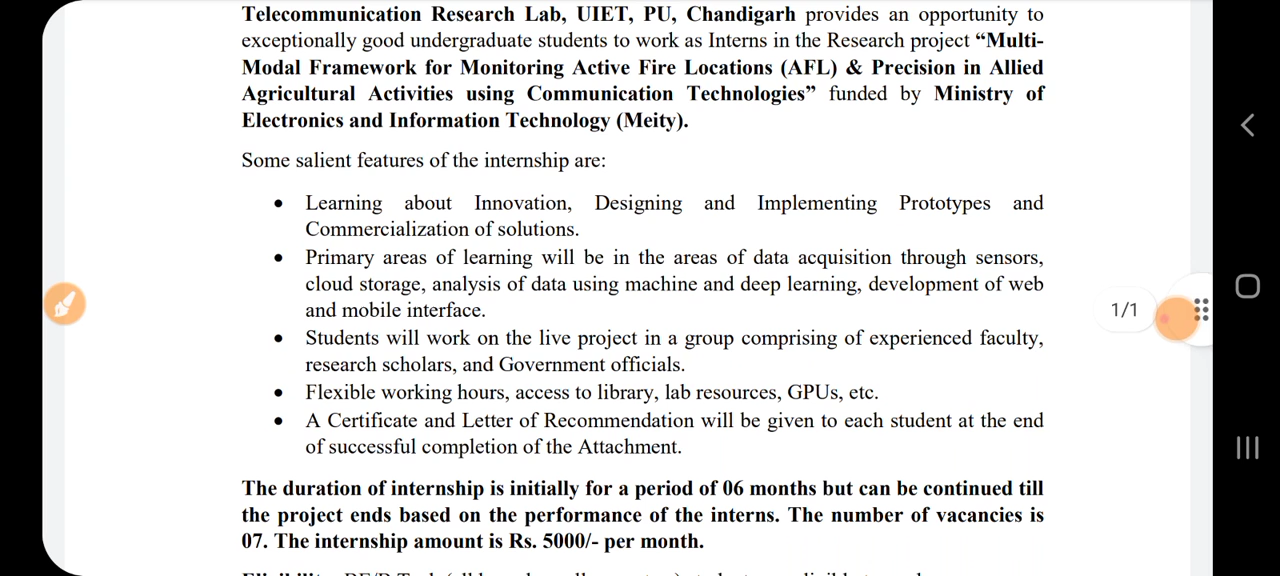 Telecommunication Research Lab, UIET, PU, Chandigarh provides an opportunity to
exceptionally good undergraduate students to work as Interns in the Research project “Multi-
Modal Framework for Monitoring Active Fire Locations (AFL) & Precision in Allied
Agricultural Activities using Communication Technologies” funded by Ministry of
Electronics and Information Technology (Meity).
Some salient features of the internship are:
• Learning about Innovation, Designing and Implementing Prototypes and
Commercialization of solutions.
• Primary areas of learning will be in the areas of data acquisition through sensors,
cloud storage, analysis of data using machine and deep learning, development of web
and mobile interface.
1/1
• Students will work on the live project in a group comprising of experienced faculty,
research scholars, and Government officials.
• Flexible working hours, access to library, lab resources, GPUs, etc.
• A Certificate and Letter of Recommendation will be given to each student at the end
of successful completion of the Attachment.
The duration of internship is initially for a period of 06 months but can be continued till
the project ends based on the performance of the interns. The number of vacancies is
07. The internship amount is Rs. 5000/- per month.